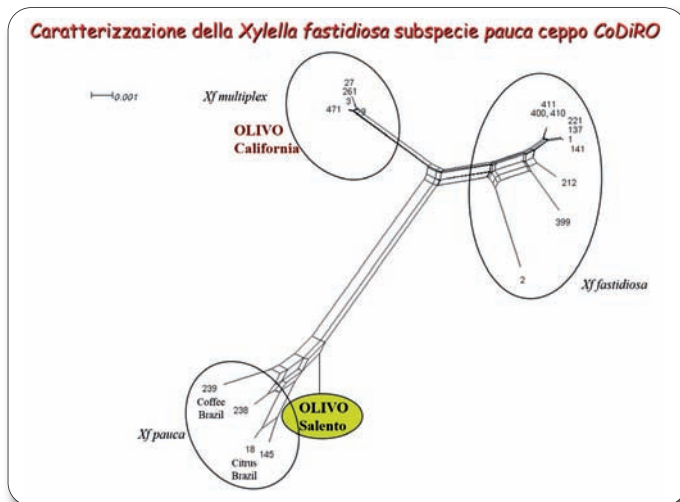 Caratterizzazione della Xylella fastidiosa subspecie pauca ceppo CoDiRO
0.001
Xf multiplex
27
261
3
9
471
OLIVO
California
411
400, 410
221
137
1
141
212
399
2
Xf fastidiosa
239
Coffee
Brazil
238
OLIVO
Salento
Xf pauca
18
145
Citrus
Brazil